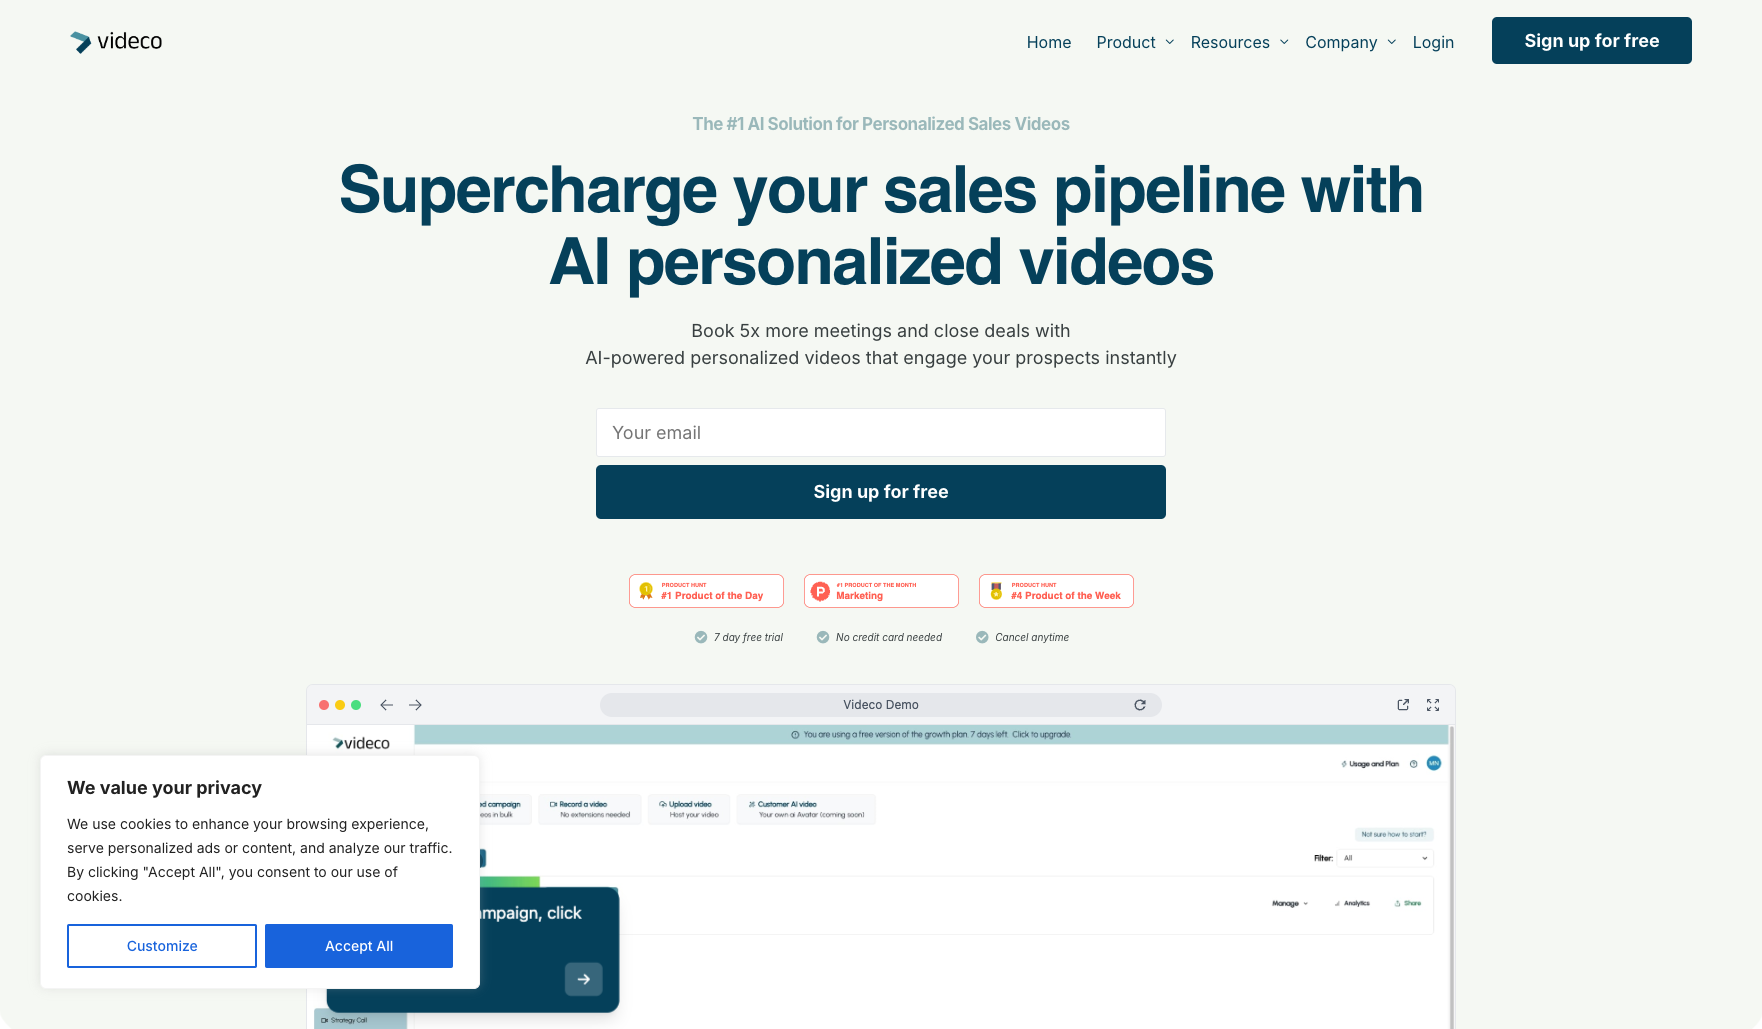 videco
Home
Product
Resources
Company
Login
Sign up for free
The #1 AI Solution for Personalized Sales Videos
Supercharge your sales pipeline with
AI personalized videos
Book 5x more meetings and close deals with
AI-powered personalized videos that engage your prospects instantly
Your email
Sign up for free
PRODUCT HUNT
#1 Product of the Day
#1 PRODUCT OF THE MONTH
Marketing
PRODUCT HUNT
#4 Product of the Week
7 day free trial
No credit card needed
Cancel anytime
Videco Demo
videco
You are using a free version of the growth plan. 7 days left. Click to upgrade.
Usage and Plan
MN
ed campaign
eos in bulk
Record a video
No extensions needed
Upload video
Host your video
Customer AI video
Your own ai Avatar (coming soon)
Not sure how to start?
Filter:
All
Manage
Analytics
Share
mpaign, click
Strategy Call
We value your privacy
We use cookies to enhance your browsing experience,
serve personalized ads or content, and analyze our traffic.
By clicking "Accept All", you consent to our use of
cookies.
Customize
Accept All